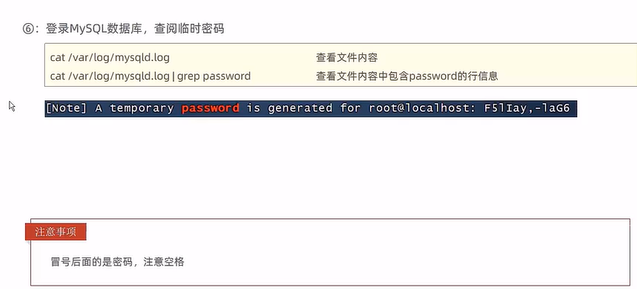 ⑥：登录MySQL数据库，查阅临时密码
cat /var/log/mysqld.log 查看文件内容
cat /var/log/mysqld.log | grep password 查看文件内容中包含password的行信息
[Note] A temporary password is generated for root@localhost: F5lIay,-laG6
注意事项
冒号后面的是密码，注意空格